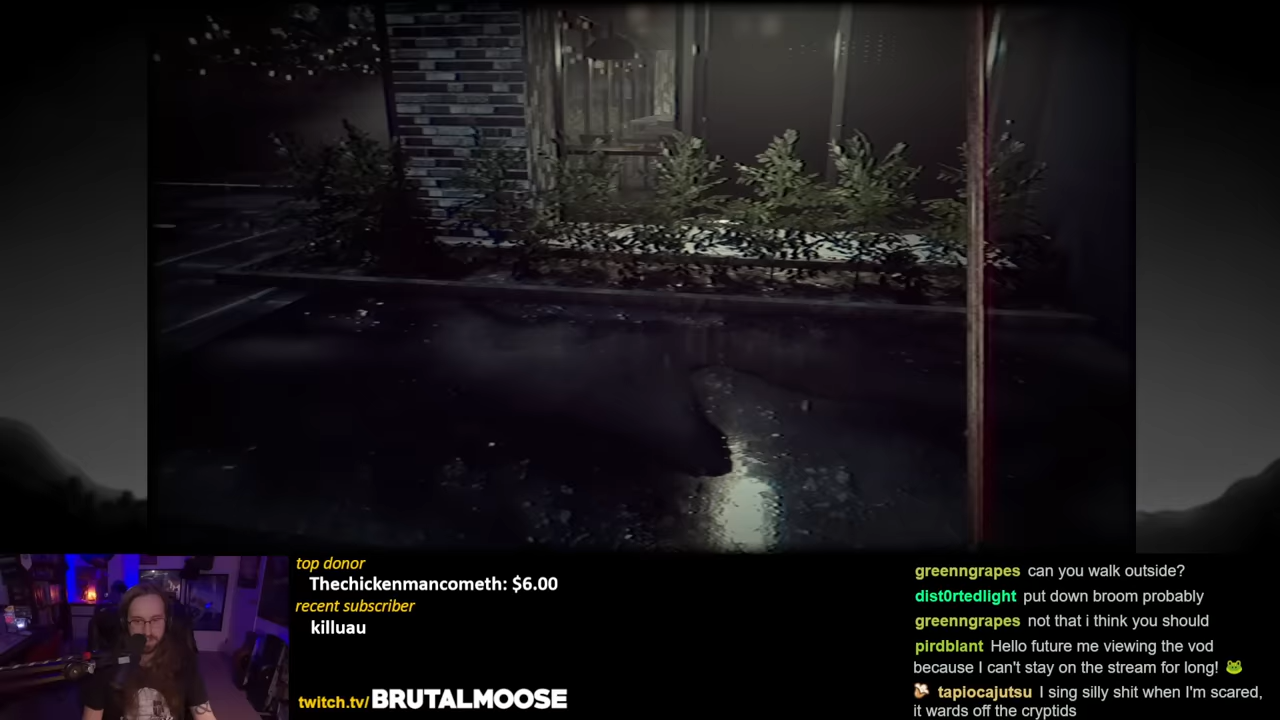 top donor
Thechickenmancometh: $6.00
recent subscriber
killuau
twitch.tv/BRUTALMOOSE
greenngrapes can you walk outside?
dist0rtedlight put down broom probably
greenngrapes not that i think you should
pirdblant Hello future me viewing the vod
because I can't stay on the stream for long! 🐸
tapiocajutsu I sing silly shit when I'm scared,
it wards off the cryptids